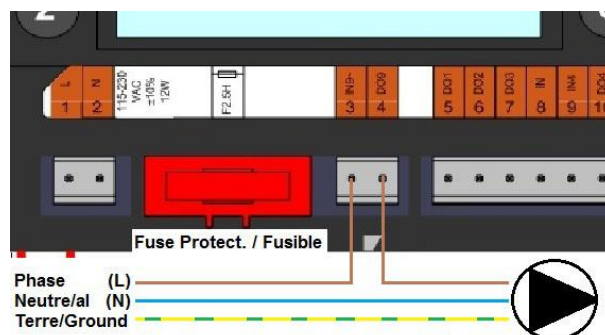 2
L
N
115-230
VAC
±10%
12W
F2.5H
IN9-
DO9
DO1
DO2
DO3
IN
IN4
DO4
1
2
3
4
5
6
7
8
9
10
Fuse Protect. / Fusible
Phase (L)
Neutre/al (N)
Terre/Ground